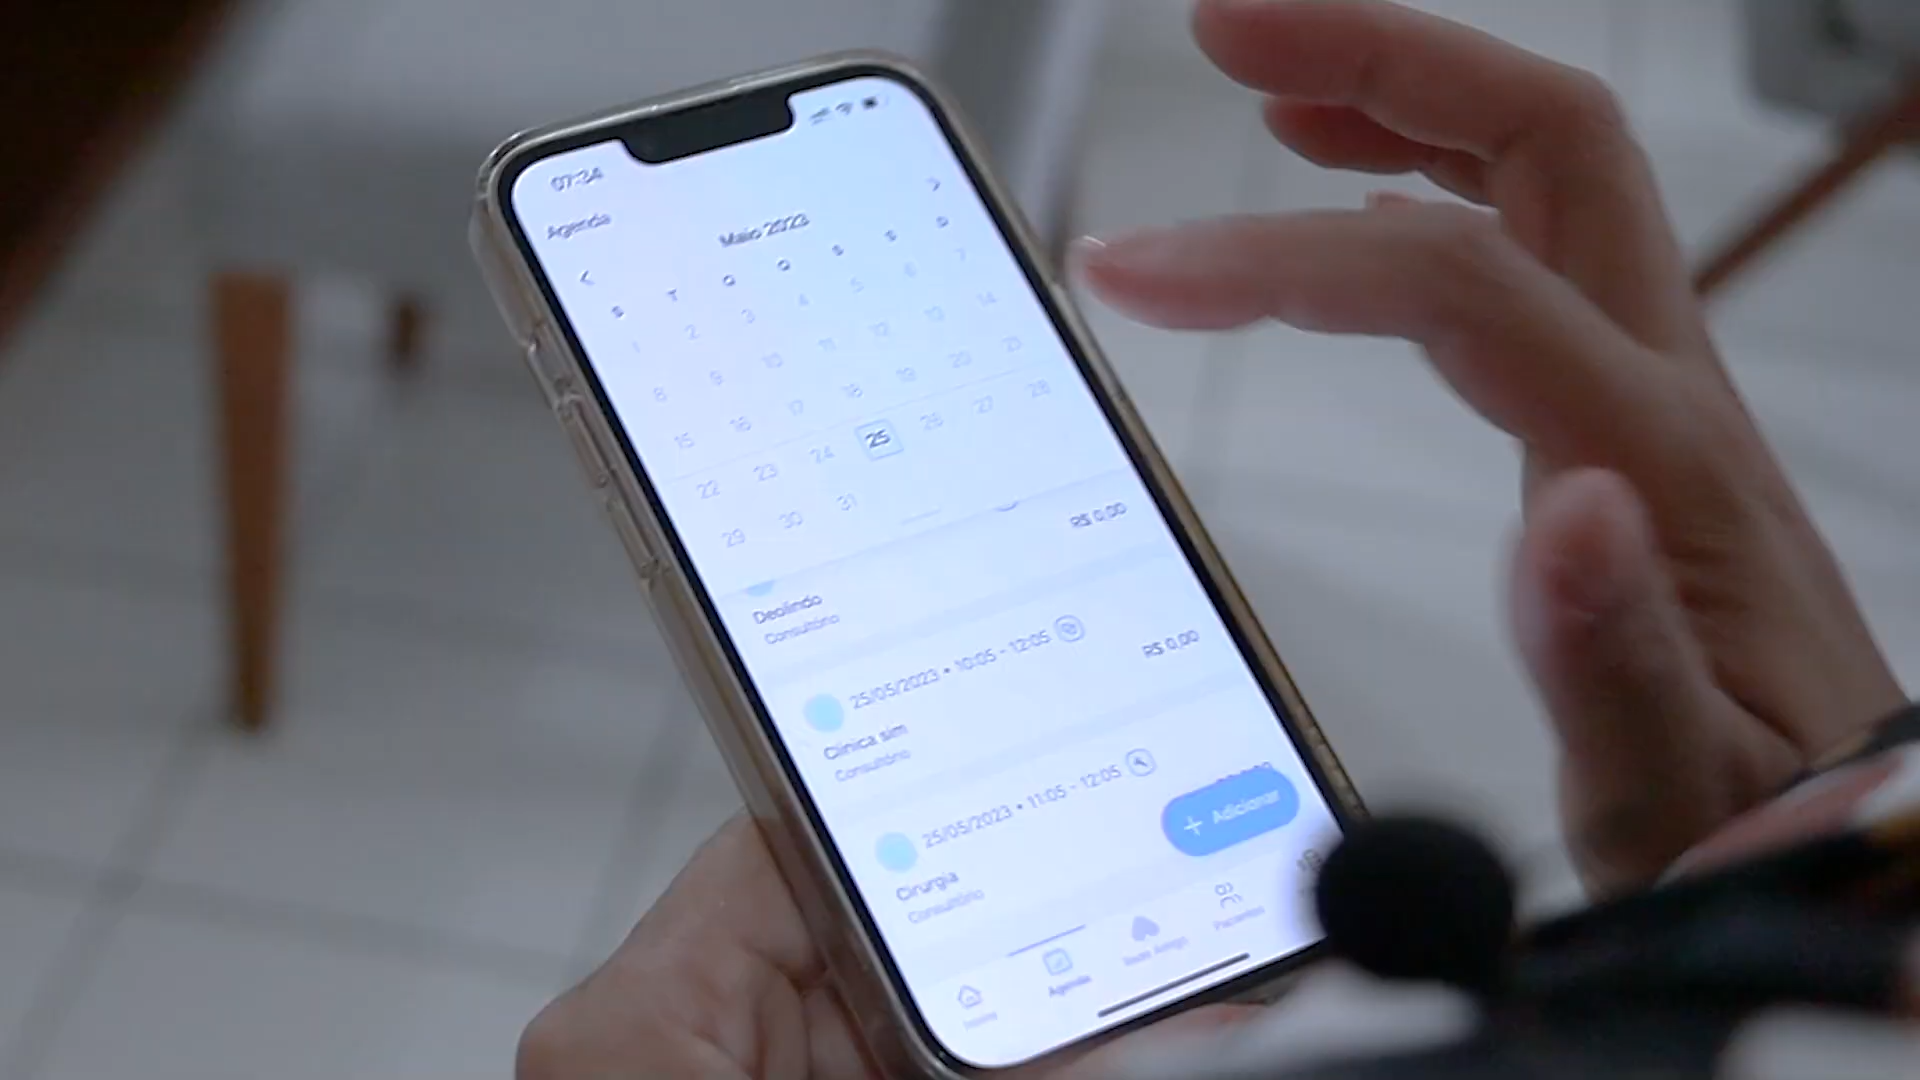 07:34
Agenda
Maio 2023
S T Q Q S S D
1 2 3 4 5 6 7
8 9 10 11 12 13 14
15 16 17 18 19 20 21
22 23 24 25 26 27 28
29 30 31
R$ 0,00
Deolindo
Consultório
25/05/2023 • 10:05 - 12:05
R$ 0,00
Clinica sim
Consultório
25/05/2023 • 11:05 - 12:05
+ Adicionar
Cirurgia
Consultório
Agenda
Pacientes